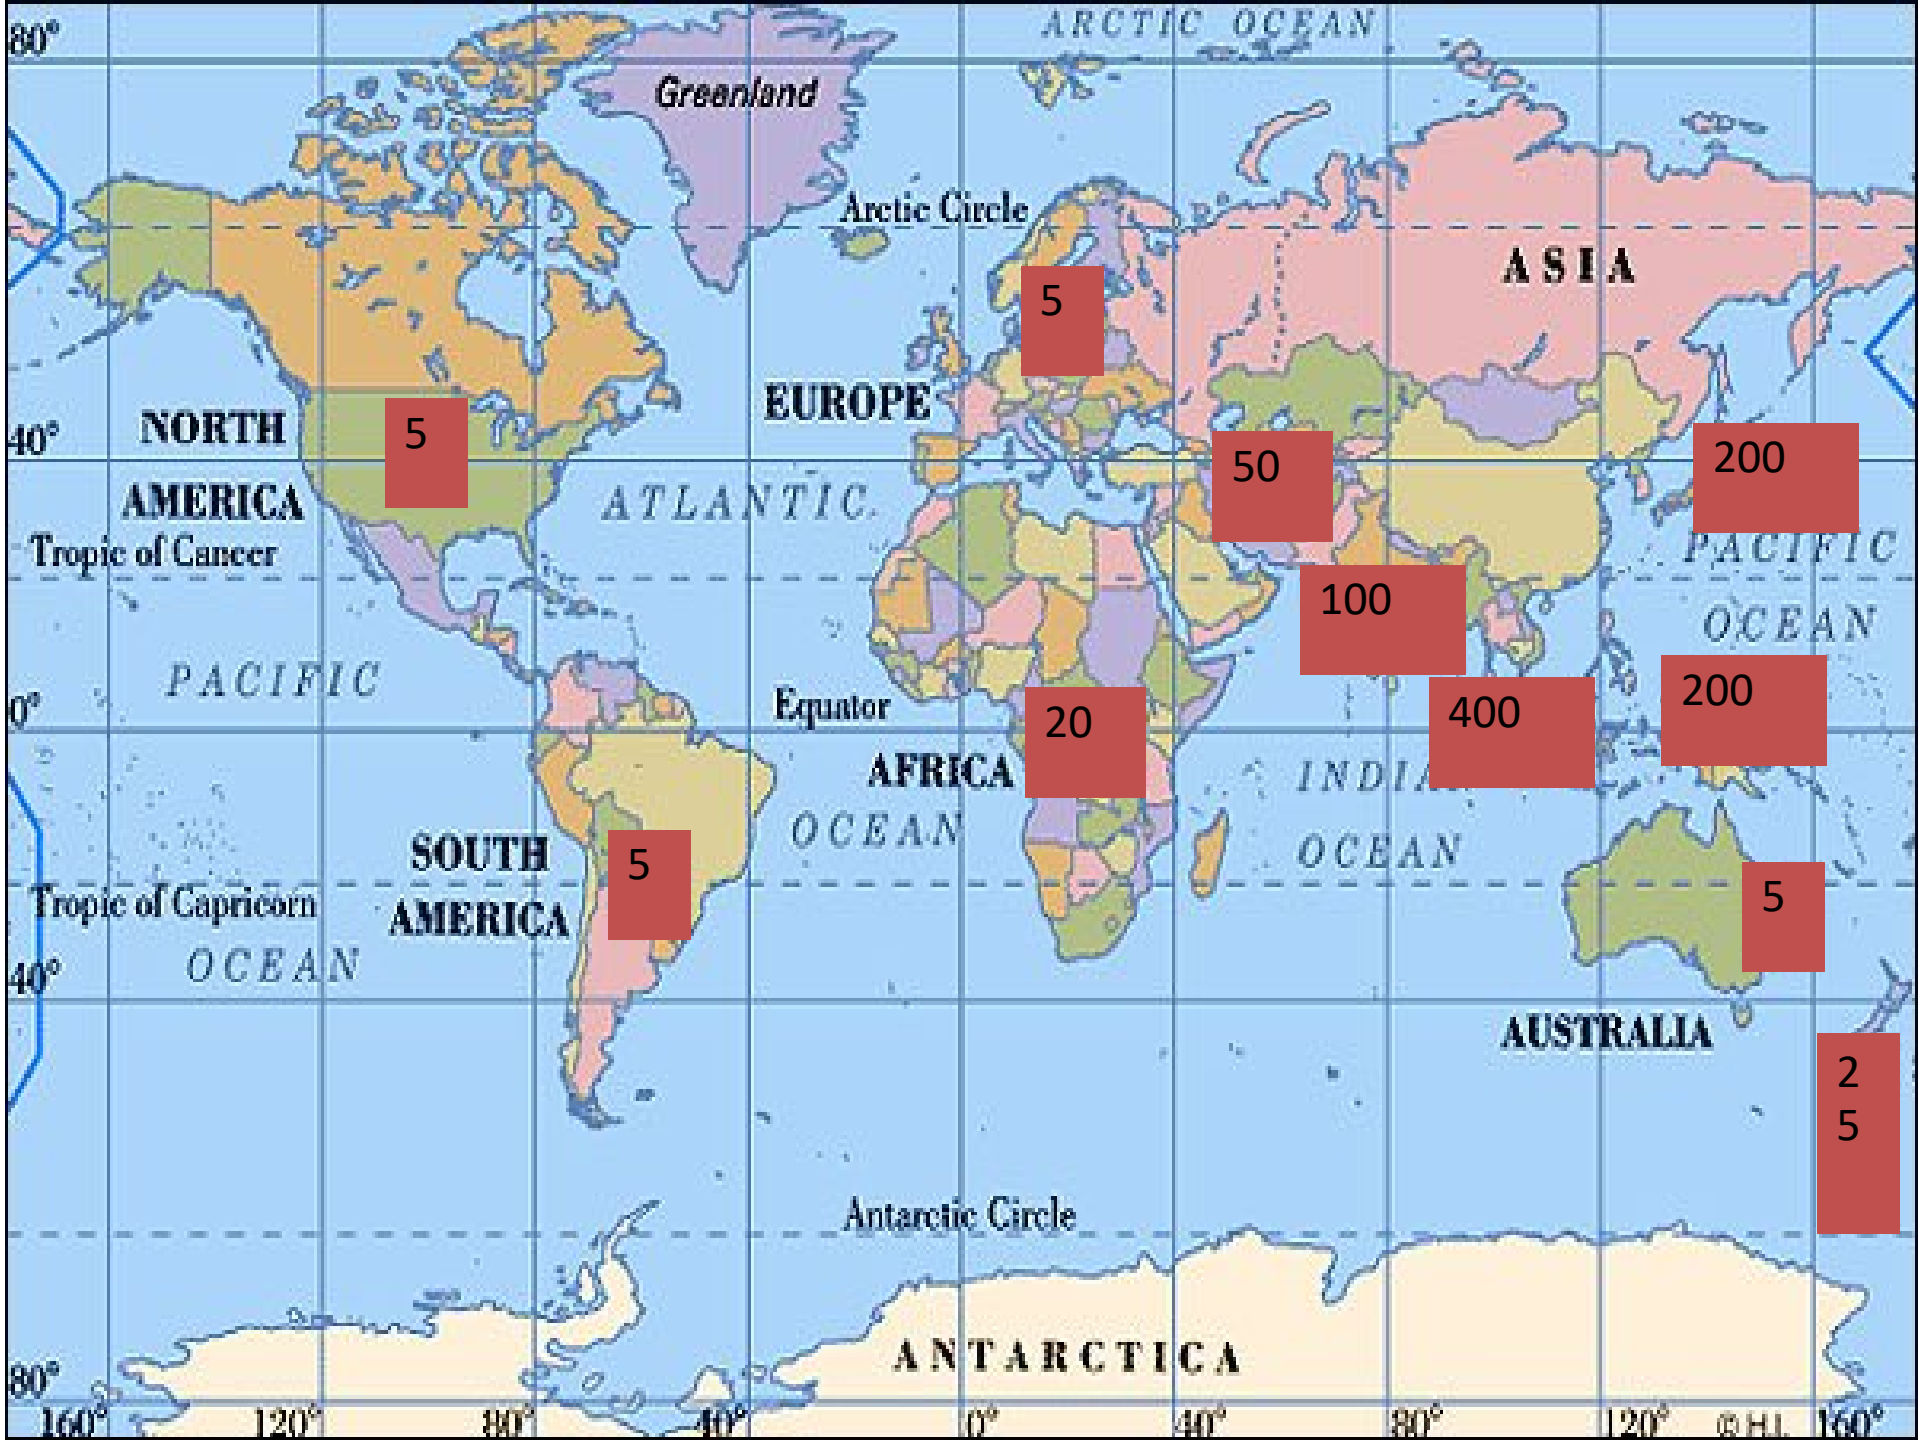 ARCTIC OCEAN
80°
Greenland
Arctic Circle
ASIA
5
EUROPE
NORTH
5
40°
50
200
AMERICA
ATLANTIC
Tropic of Cancer
PACIFIC
100
OCEAN
PACIFIC
200
0°
Equator
20
400
AFRICA
INDIA
OCEAN
OCEAN
SOUTH
5
5
Tropic of Capricorn
AMERICA
OCEAN
40°
AUSTRALIA
2
5
Antarctic Circle
ANTARCTICA
80°
160° 120° 80° 40° 0° 40° 80° 120° © H.I. 160°